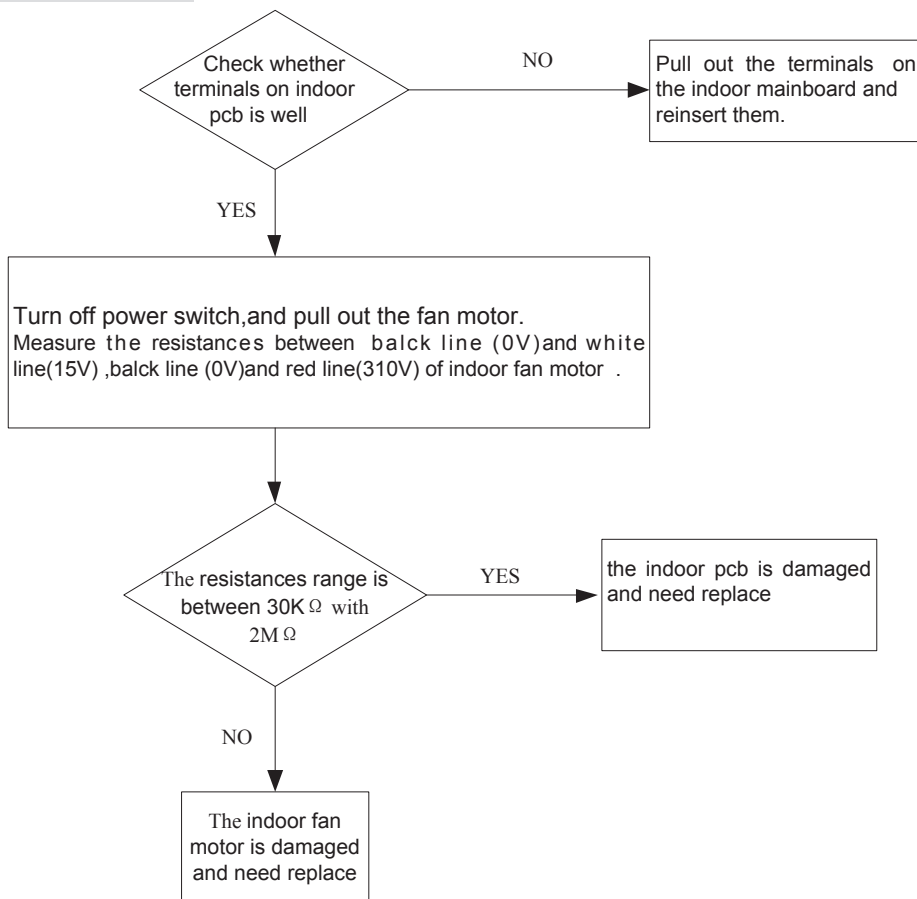 Check whether
terminals on indoor
pcb is well
NO
Pull out the terminals on
the indoor mainboard and
reinsert them.
YES
Turn off power switch,and pull out the fan motor.
Measure the resistances between balck line (0V)and white
line(15V) ,balck line (0V)and red line(310V) of indoor fan motor .
The resistances range is
between 30K Ω with
2M Ω
YES
the indoor pcb is damaged
and need replace
NO
The indoor fan
motor is damaged
and need replace